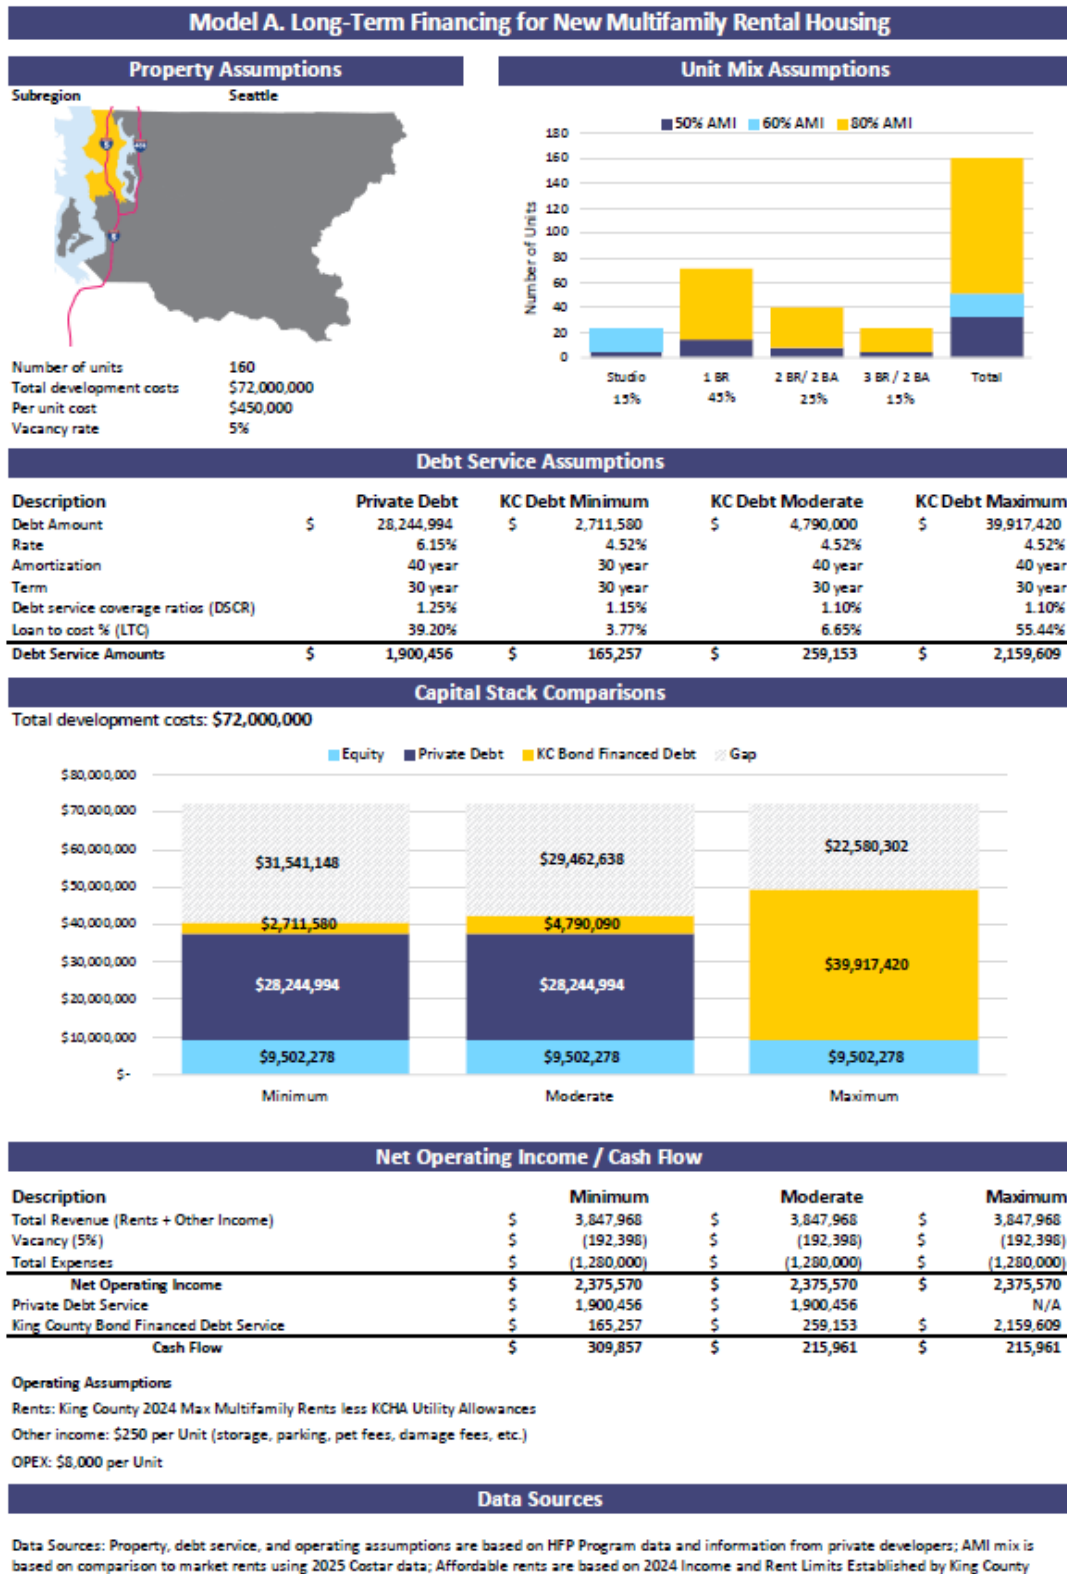 Model A. Long-Term Financing for New Multifamily Rental Housing
Property Assumptions
Subregion Seattle
5
405
5
Number of units 160
Total development costs $72,000,000
Per unit cost $450,000
Vacancy rate 5%
Unit Mix Assumptions
50% AMI 60% AMI 80% AMI
Number of Units
180
160
140
120
100
80
60
40
20
0
Studio 1 BR 2 BR/ 2 BA 3 BR / 2 BA Total
15% 45% 25% 15%
Debt Service Assumptions
Description Private Debt KC Debt Minimum KC Debt Moderate KC Debt Maximum
Debt Amount $ 28,244,994 $ 2,711,580 $ 4,790,000 $ 39,917,420
Rate 6.15% 4.52% 4.52% 4.52%
Amortization 40 year 30 year 40 year 40 year
Term 30 year 30 year 30 year 30 year
Debt service coverage ratios (DSCR) 1.25% 1.15% 1.10% 1.10%
Loan to cost % (LTC) 39.20% 3.77% 6.65% 55.44%
Debt Service Amounts $ 1,900,456 $ 165,257 $ 259,153 $ 2,159,609
Capital Stack Comparisons
Total development costs: $72,000,000
Equity Private Debt KC Bond Financed Debt Gap
$80,000,000
$70,000,000
$60,000,000
$50,000,000
$40,000,000
$30,000,000
$20,000,000
$10,000,000
$-
$31,541,148 $29,462,638 $22,580,302
$2,711,580 $4,790,090
$39,917,420
$28,244,994 $28,244,994
$9,502,278 $9,502,278 $9,502,278
Minimum Moderate Maximum
Net Operating Income / Cash Flow
Description Minimum Moderate Maximum
Total Revenue (Rents + Other Income) $ 3,847,968 $ 3,847,968 $ 3,847,968
Vacancy (5%) $ (192,398) $ (192,398) $ (192,398)
Total Expenses $ (1,280,000) $ (1,280,000) $ (1,280,000)
Net Operating Income $ 2,375,570 $ 2,375,570 $ 2,375,570
Private Debt Service $ 1,900,456 $ 1,900,456 N/A
King County Bond Financed Debt Service $ 165,257 $ 259,153 $ 2,159,609
Cash Flow $ 309,857 $ 215,961 $ 215,961
Operating Assumptions
Rents: King County 2024 Max Multifamily Rents less KCHA Utility Allowances
Other income: $250 per Unit (storage, parking, pet fees, damage fees, etc.)
OPEX: $8,000 per Unit
Data Sources
Data Sources: Property, debt service, and operating assumptions are based on HFP Program data and information from private developers; AMI mix is
based on comparison to market rents using 2025 Costar data; Affordable rents are based on 2024 Income and Rent Limits Established by King County